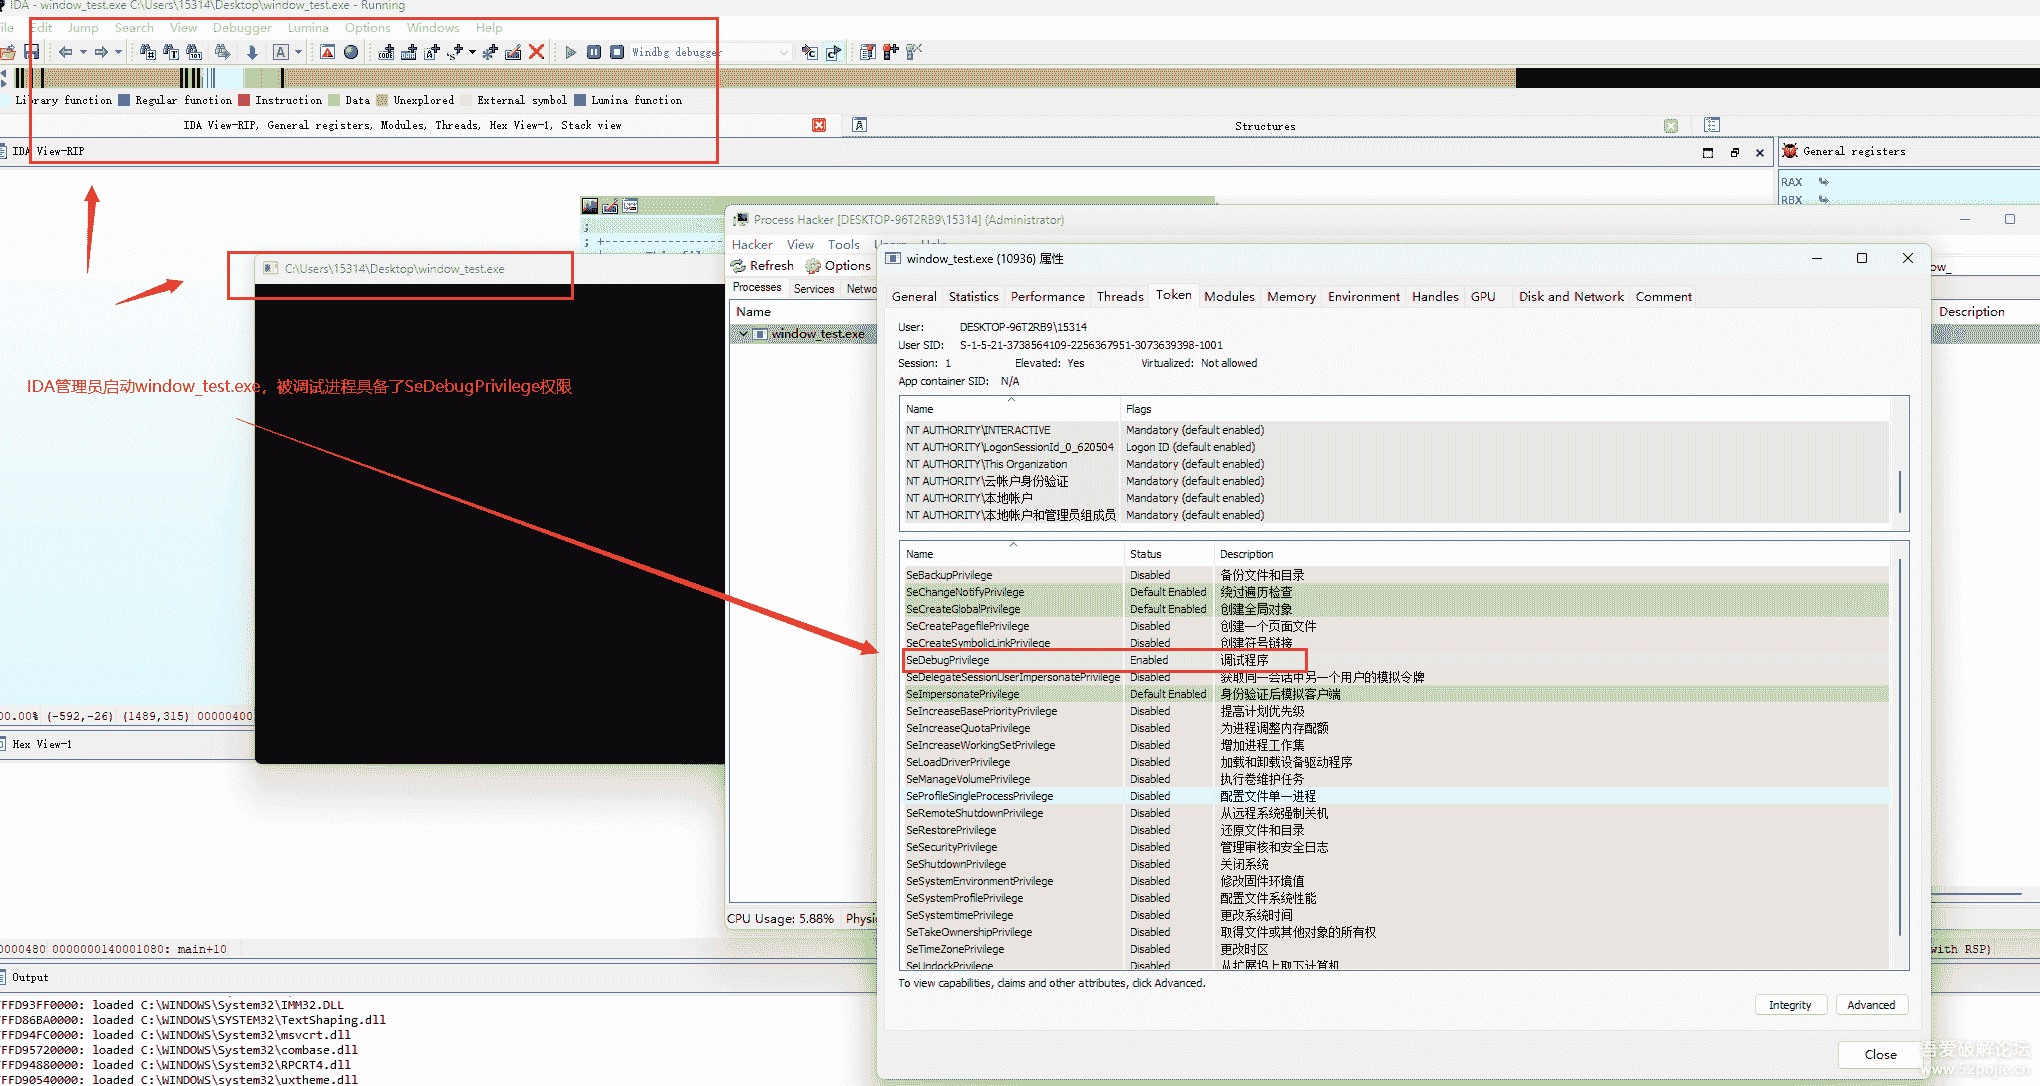 IDA - window_test.exe C:\Users\15314\Desktop\window_test.exe - Running
Edit Jump Search View Debugger Lumina Options Windows Help
Windbg debugger
Library function Regular function Instruction Data Unexplored External symbol Lumina function
IDA View-RIP, General registers, Modules, Threads, Hex View-1, Stack view
Structures
IDA View-RIP
General registers
RAX
RBX
Process Hacker [DESKTOP-96T2RB9\15314] (Administrator)
Hacker View Tools
Refresh Options
Processes Services
Name
window_test.exe
Description
CPU Usage: 5.88%
C:\Users\15314\Desktop\window_test.exe
IDA管理员启动window_test.exe，被调试进程具备了SeDebugPrivilege权限
window_test.exe (10936) 属性
General Statistics Performance Threads Token Modules Memory Environment Handles GPU Disk and Network Comment
User: DESKTOP-96T2RB9\15314
User SID: S-1-5-21-3738564109-2256367951-3073639398-1001
Session: 1 Elevated: Yes Virtualized: Not allowed
App container SID: N/A
Name Flags
NT AUTHORITY\INTERACTIVE Mandatory (default enabled)
NT AUTHORITY\LogonSessionId_0_620504 Logon ID (default enabled)
NT AUTHORITY\This Organization Mandatory (default enabled)
NT AUTHORITY\云帐户身份验证 Mandatory (default enabled)
NT AUTHORITY\本地帐户 Mandatory (default enabled)
NT AUTHORITY\本地帐户和管理员组成员 Mandatory (default enabled)
Name Status Description
SeBackupPrivilege Disabled 备份文件和目录
SeChangeNotifyPrivilege Default Enabled 绕过遍历检查
SeCreateGlobalPrivilege Default Enabled 创建全局对象
SeCreatePagefilePrivilege Disabled 创建一个页面文件
SeCreateSymbolicLinkPrivilege Disabled 创建符号链接
SeDebugPrivilege Enabled 调试程序
SeDelegateSessionUserImpersonatePrivilege Disabled 获取同一会话中另一个用户的模拟令牌
SeImpersonatePrivilege Default Enabled 身份验证后模拟客户端
SeIncreaseBasePriorityPrivilege Disabled 提高计划优先级
SeIncreaseQuotaPrivilege Disabled 为进程调整内存配额
SeIncreaseWorkingSetPrivilege Disabled 增加进程工作集
SeLoadDriverPrivilege Disabled 加载和卸载设备驱动程序
SeManageVolumePrivilege Disabled 执行卷维护任务
SeProfileSingleProcessPrivilege Disabled 配置文件单一进程
SeRemoteShutdownPrivilege Disabled 从远程系统强制关机
SeRestorePrivilege Disabled 还原文件和目录
SeSecurityPrivilege Disabled 管理审核和安全日志
SeShutdownPrivilege Disabled 关闭系统
SeSystemEnvironmentPrivilege Disabled 修改固件环境值
SeSystemProfilePrivilege Disabled 配置文件系统性能
SeSystemtimePrivilege Disabled 更改系统时间
SeTakeOwnershipPrivilege Disabled 取得文件或其他对象的所有权
SeTimeZonePrivilege Disabled 更改时区
SeUndockPrivilege Disabled 从扩展坞上取下计算机
To view capabilities, claims and other attributes, click Advanced.
Integrity Advanced
Close
00.00% (-592,-26) (1489,315) 00000400
Hex View-1
0000480 0000000140001080: main+10
with RSP)
Output
FFFD93FF0000: loaded C:\WINDOWS\System32\IMM32.DLL
FFFD86BA0000: loaded C:\WINDOWS\SYSTEM32\TextShaping.dll
FFFD94FC0000: loaded C:\WINDOWS\System32\msvcrt.dll
FFFD95720000: loaded C:\WINDOWS\System32\combase.dll
FFFD94880000: loaded C:\WINDOWS\System32\RPCRT4.dll
FFFD90540000: loaded C:\WINDOWS\system32\uxtheme.dll
吾爱破解论坛
www.52pojie.cn